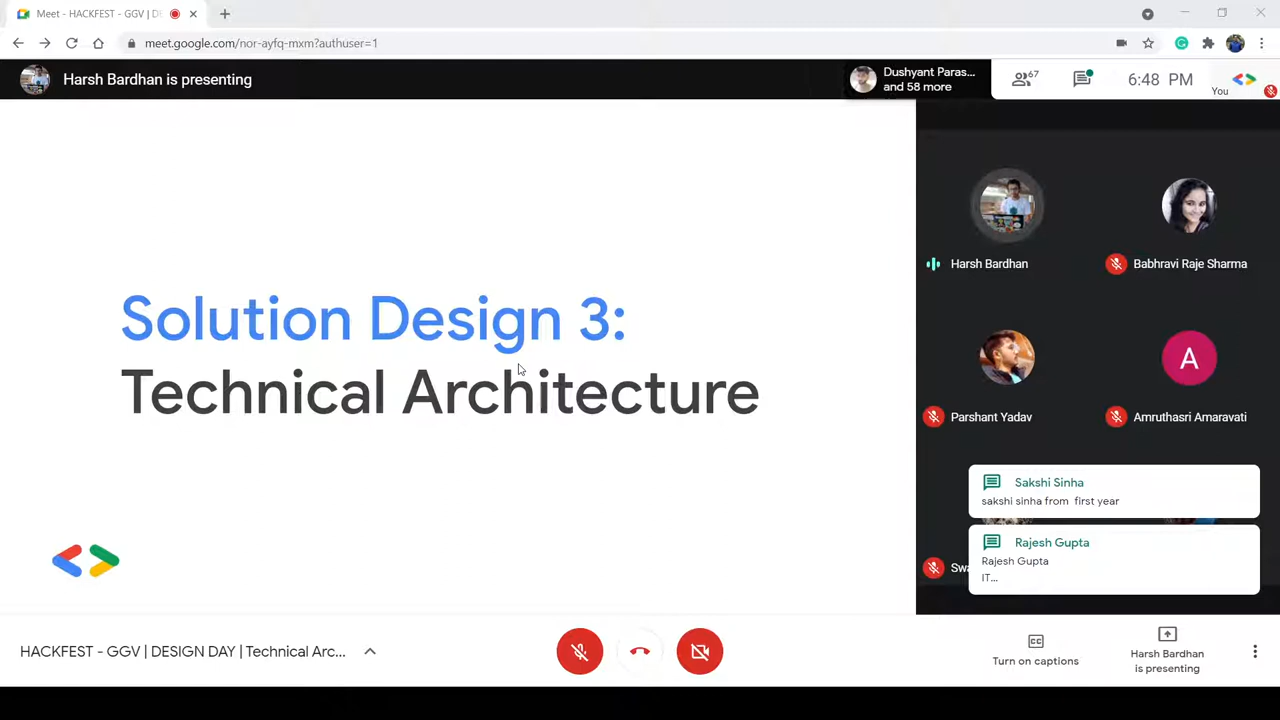 Meet - HACKFEST - GGV | DE
meet.google.com/nor-ayfq-mxm?authuser=1
Harsh Bardhan is presenting
Dushyant Paras...
and 58 more
67
6:48 PM
You
Solution Design 3:
Technical Architecture
Harsh Bardhan
Babhravi Raje Sharma
Parshant Yadav
A
Amruthasri Amaravati
Sakshi Sinha
sakshi sinha from first year
Rajesh Gupta
Rajesh Gupta
IT...
Swa
HACKFEST - GGV | DESIGN DAY | Technical Arc...
CC
Turn on captions
Harsh Bardhan
is presenting